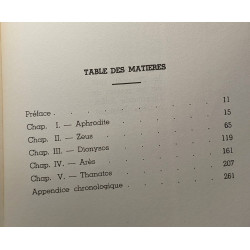 TABLE DES MATIERES
Préface . . . . . . . . 11
Chap. I. — Aphrodite . . . . . 15
Chap. II. — Zeus . . . . . . 65
Chap. III. — Dionysos . . . . . 119
Chap. IV. — Arès . . . . . . 161
Chap. V. — Thanatos . . . . . 207
Appendice chronologique . . . . . 261